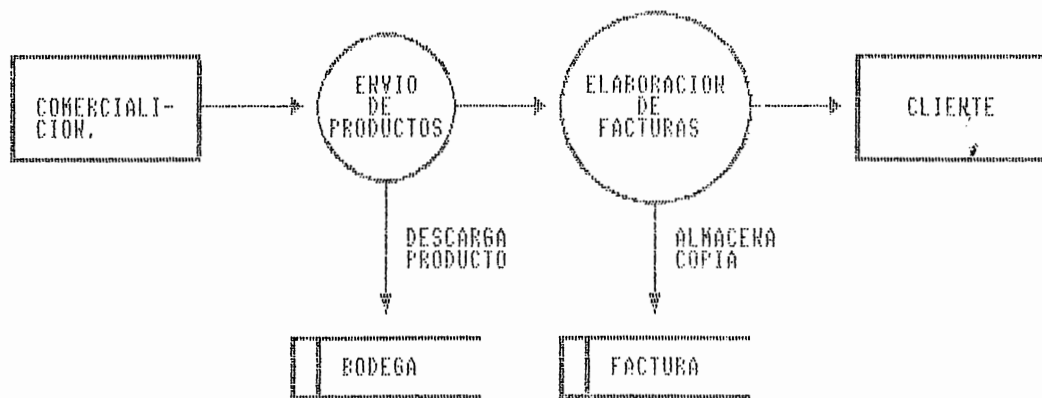 COMERCIALI-
CION.
ENVIO
DE
PRODUCTOS
ELABORACION
DE
FACTURAS
CLIENTE
DESCARGA
PRODUCTO
ALMACENA
COPIA
BODEGA
FACTURA